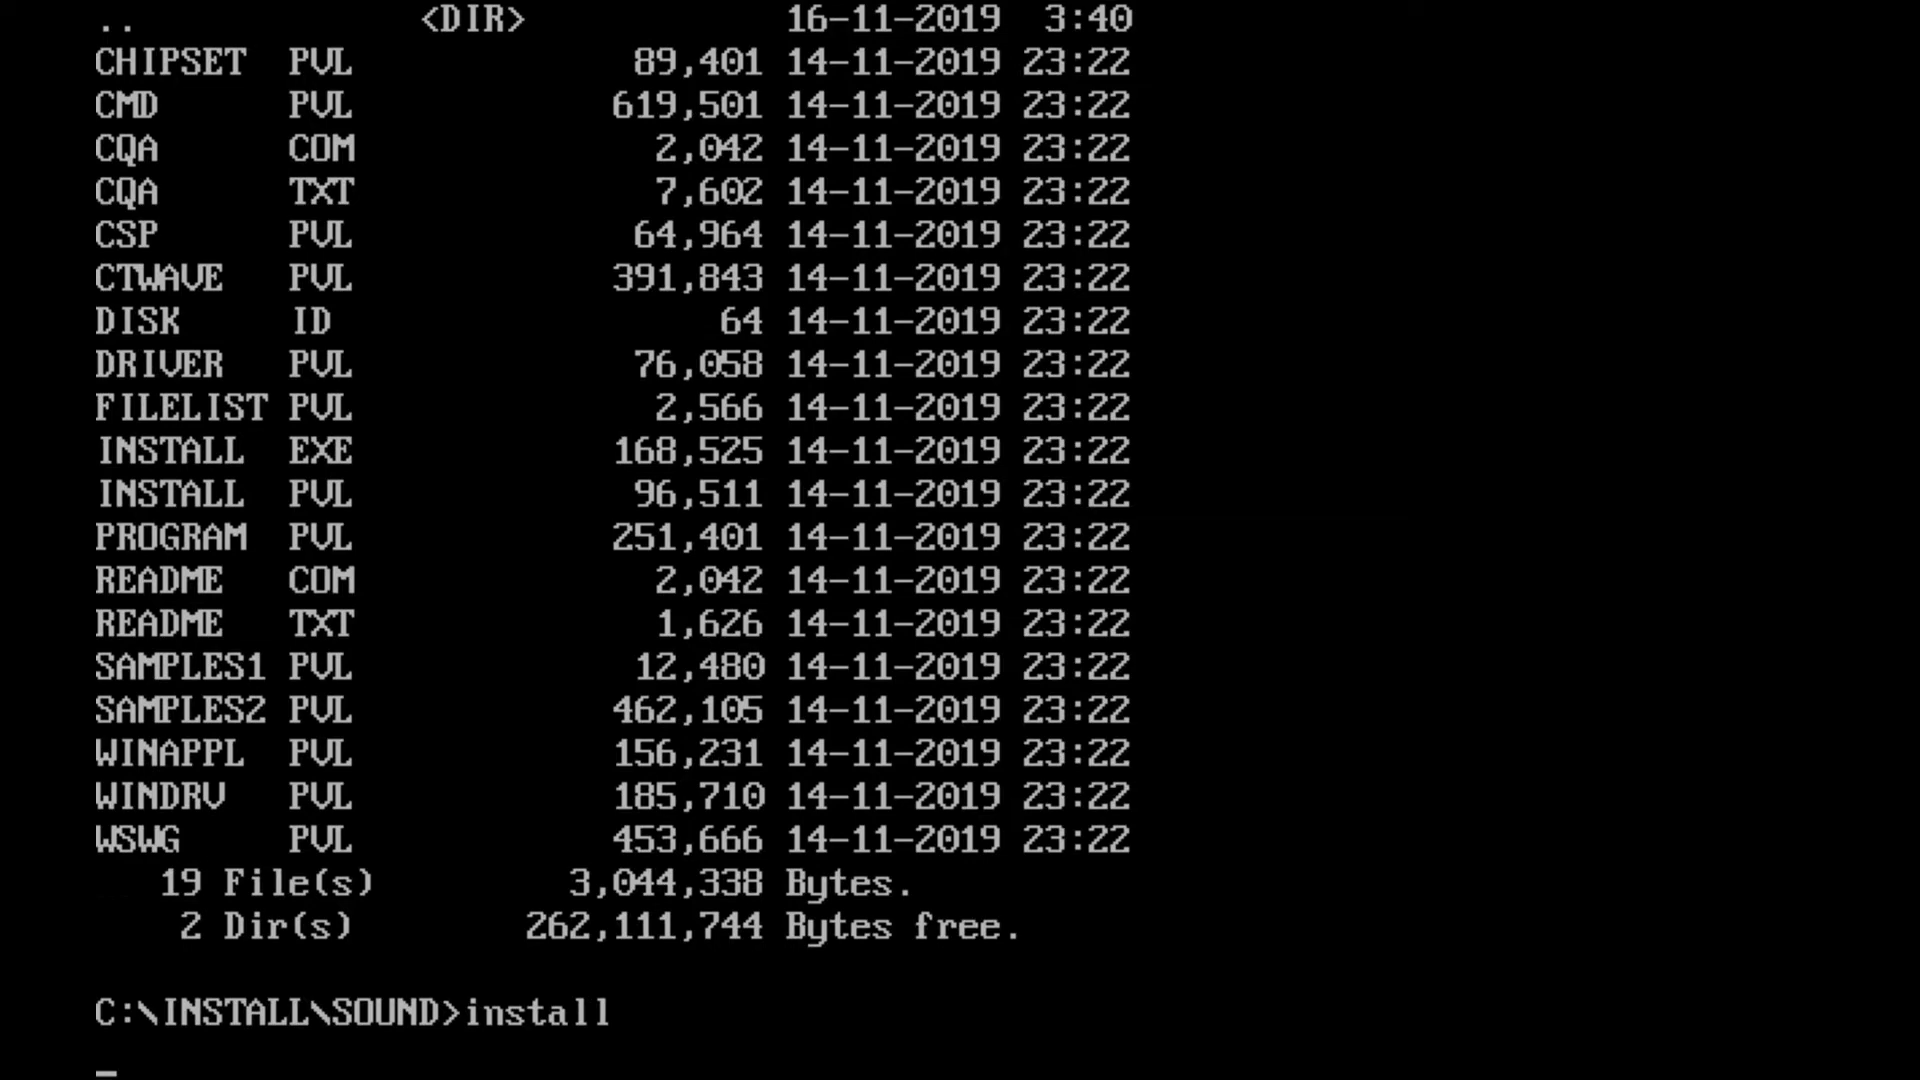 ..              <DIR>            16-11-2019  3:40
CHIPSET  PVL            89,401 14-11-2019 23:22
CMD      PVL           619,501 14-11-2019 23:22
CQA      COM             2,042 14-11-2019 23:22
CQA      TXT             7,602 14-11-2019 23:22
CSP      PVL            64,964 14-11-2019 23:22
CTWAVE   PVL           391,843 14-11-2019 23:22
DISK     ID                 64 14-11-2019 23:22
DRIVER   PVL            76,058 14-11-2019 23:22
FILELIST PVL             2,566 14-11-2019 23:22
INSTALL  EXE           168,525 14-11-2019 23:22
INSTALL  PVL            96,511 14-11-2019 23:22
PROGRAM  PVL           251,401 14-11-2019 23:22
README   COM             2,042 14-11-2019 23:22
README   TXT             1,626 14-11-2019 23:22
SAMPLES1 PVL            12,480 14-11-2019 23:22
SAMPLES2 PVL           462,105 14-11-2019 23:22
WINAPPL  PVL           156,231 14-11-2019 23:22
WINDRV   PVL           185,710 14-11-2019 23:22
WSWG     PVL           453,666 14-11-2019 23:22
   19 File(s)        3,044,338 Bytes.
    2 Dir(s)       262,111,744 Bytes free.
C:\INSTALL\SOUND>install
_